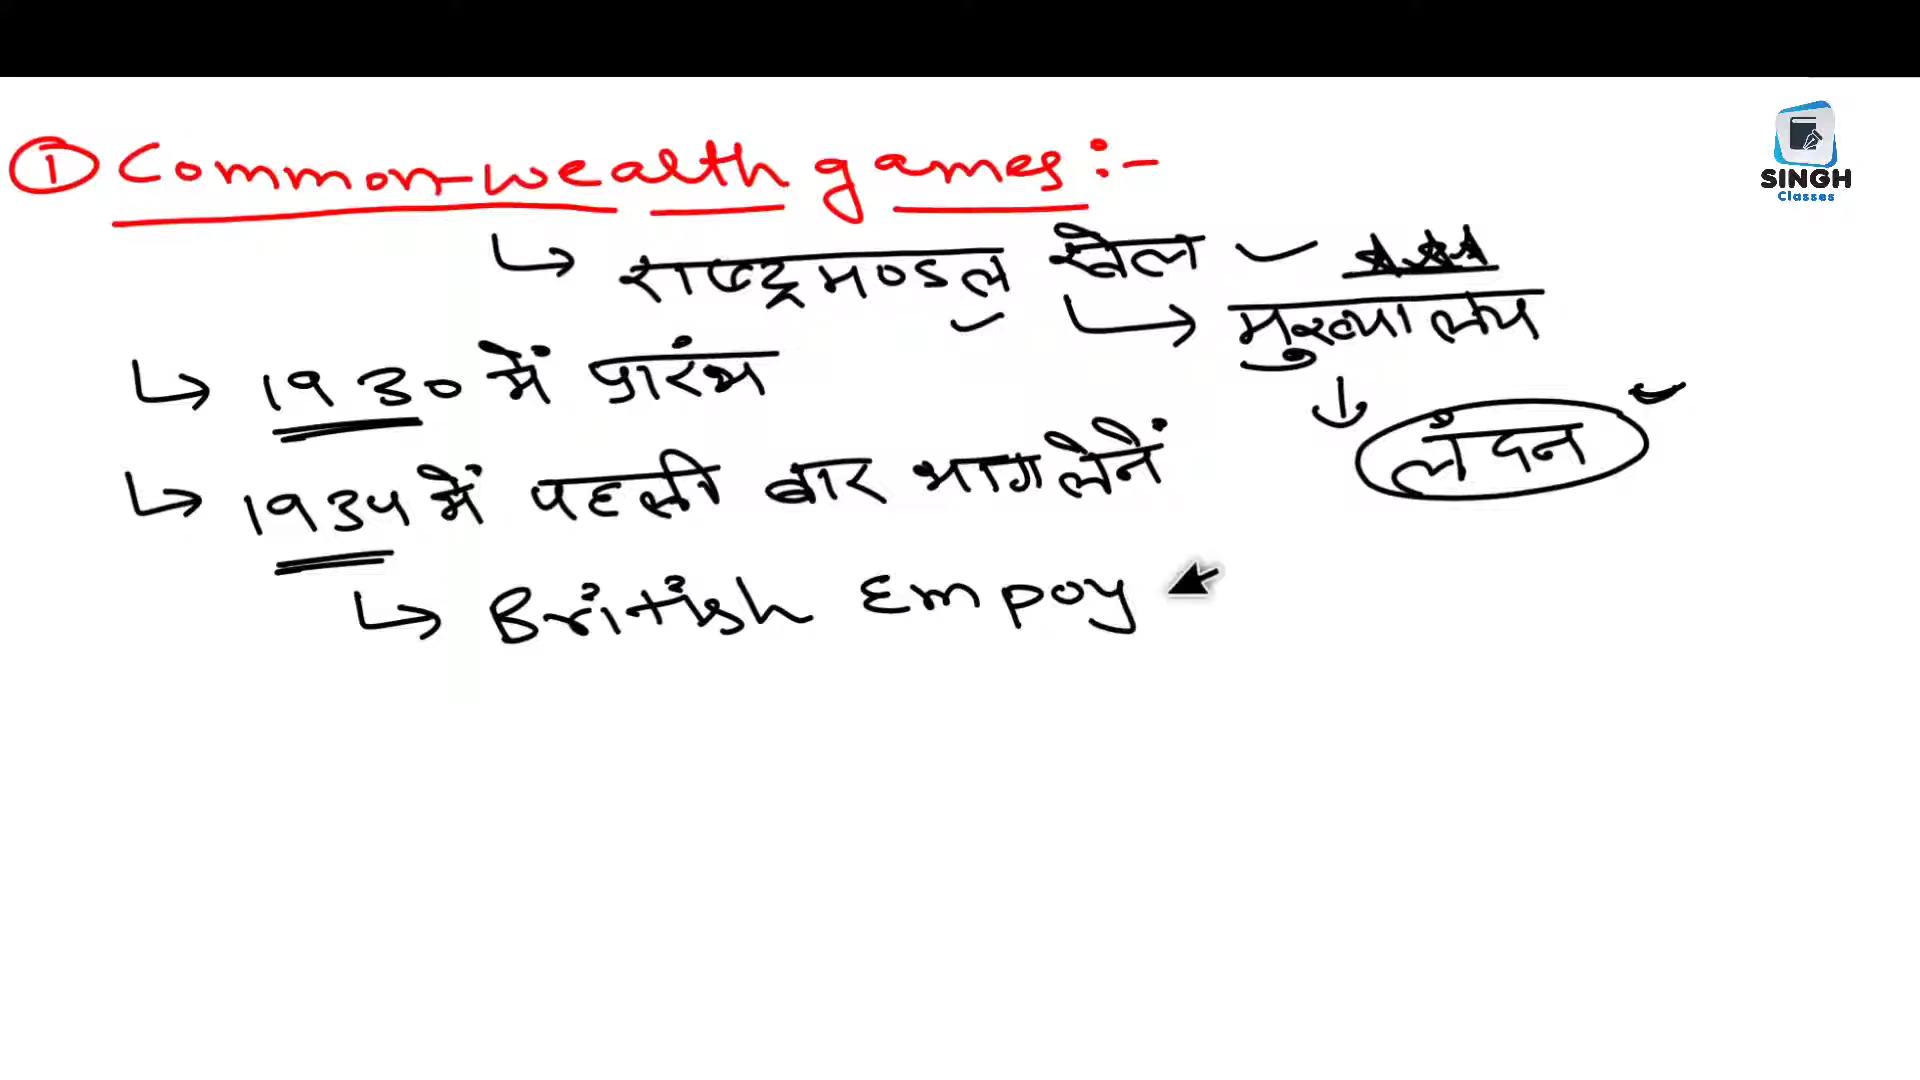 ① Common-wealth games :-
SINGH
Classes
↳ राष्ट्रमण्डल खेल
↳ मुख्यालय
↳ 1930 में प्रारंभ
↓ लंदन
↳ 1934 में पहली बार भाग लेनें
↳ British Empoy